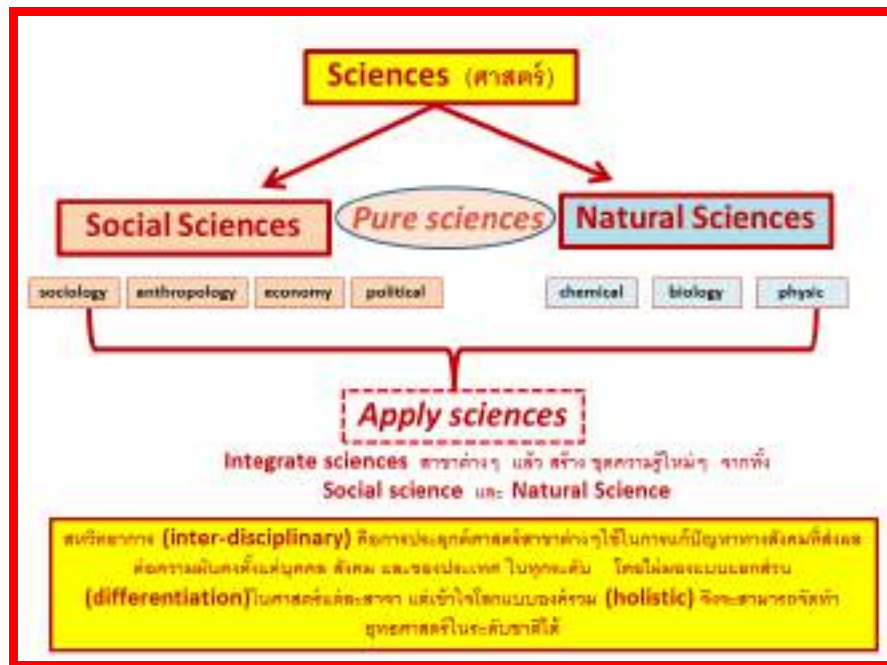 Sciences (ศาสตร์)
Social Sciences
Pure sciences
Natural Sciences
sociology
anthropology
economy
political
chemical
biology
physic
Apply sciences
Integrate sciences สาขาต่างๆ แล้ว สร้าง ชุดความรู้ใหม่ๆ จากทั้ง
Social science และ Natural Science
สหวิทยาการ (inter-disciplinary) คือการประยุกต์ศาสตร์สาขาต่างๆใช้ในการแก้ปัญหาทางสังคมที่ส่งผล
ต่อความมั่นคงตั้งแต่บุคคล สังคม และของประเทศ ในทุกระดับ โดยไม่มองแบบแยกส่วน
(differentiation)ในศาสตร์แต่ละสาขา แต่เข้าใจโลกแบบองค์รวม (holistic) จึงจะสามารถจัดทำ
ยุทธศาสตร์ในระดับชาติได้